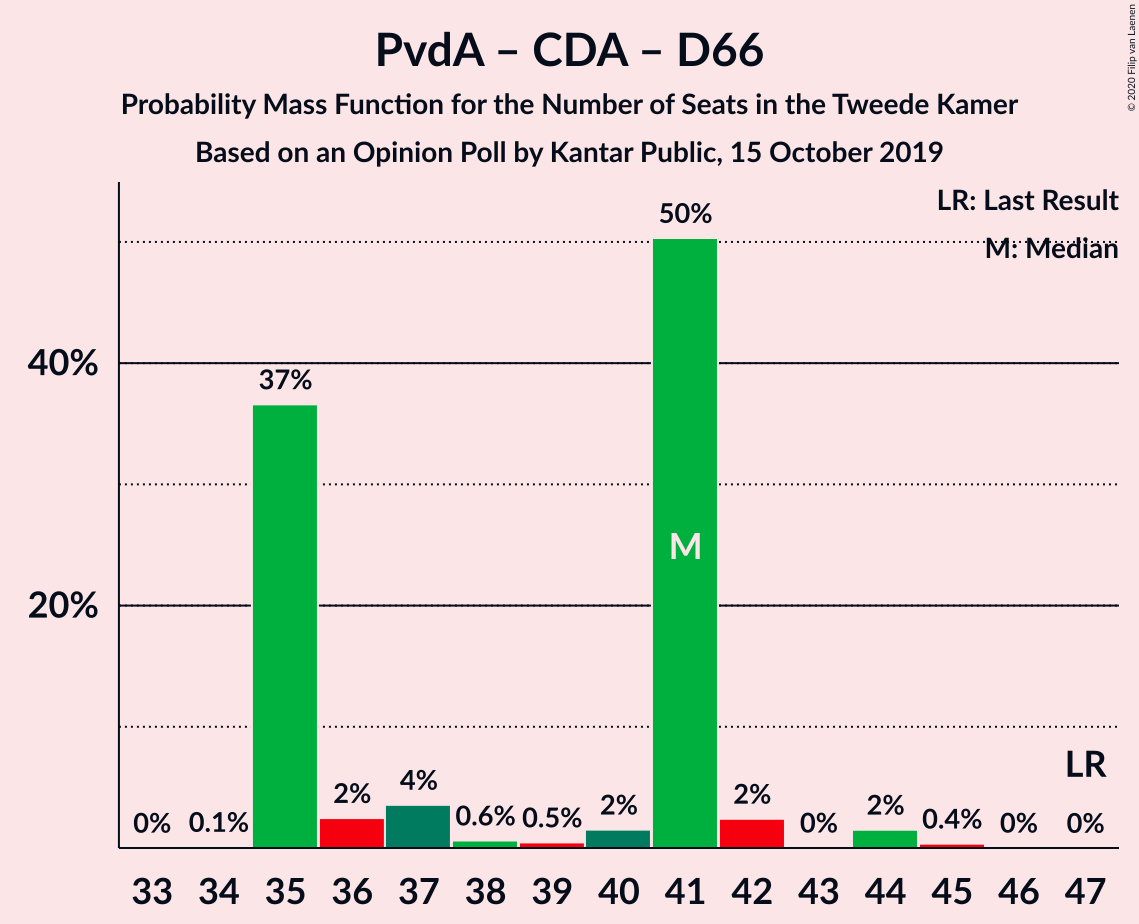 PvdA – CDA – D66
Probability Mass Function for the Number of Seats in the Tweede Kamer
Based on an Opinion Poll by Kantar Public, 15 October 2019
© 2020 Filip van Laenen
LR: Last Result
M: Median
50%
40%
37%
M
20%
LR
0% 0.1% 2% 4% 0.6% 0.5% 2% 2% 0% 2% 0.4% 0% 0%
33 34 35 36 37 38 39 40 41 42 43 44 45 46 47